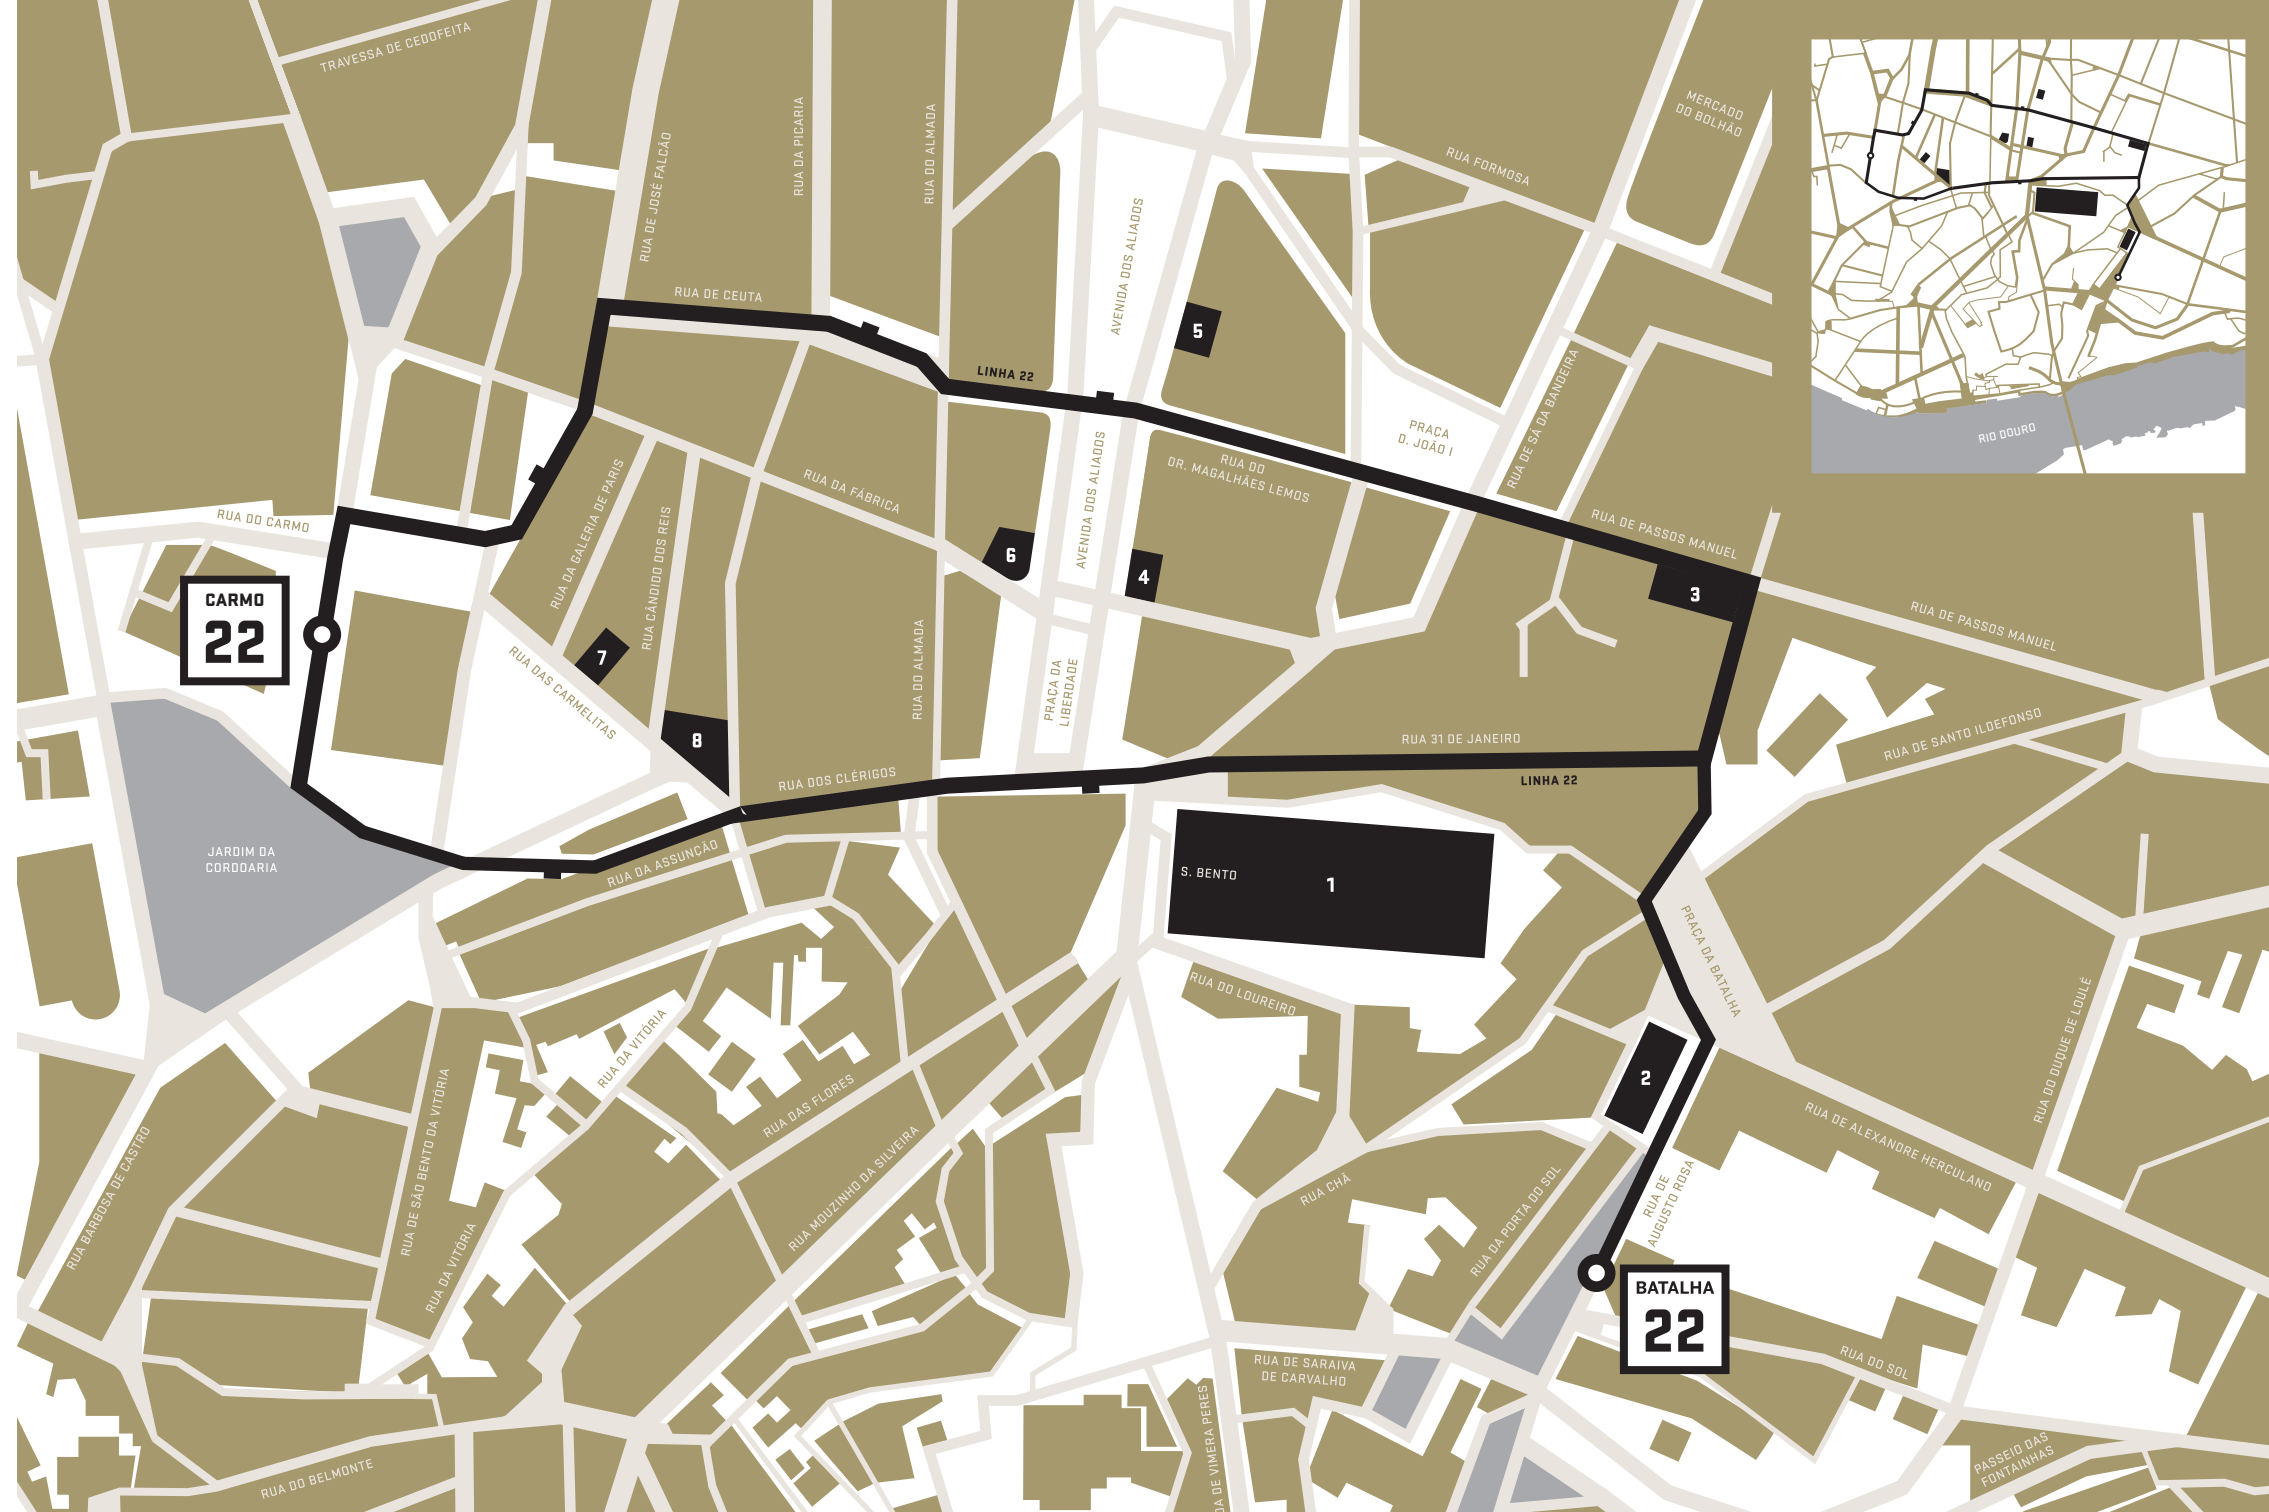 TRAVESSA DE CEDOFEITA
RUA DE JOSÉ FALCÃO
RUA DA PICARIA
RUA DO ALMADA
AVENIDA DOS ALIADOS
RUA FORMOSA
MERCADO
DO BOLHÃO
RIO DOURO
RUA DE CEUTA
LINHA 22
5
PRAÇA
D. JOÃO I
RUA DE SÁ DA BANDEIRA
RUA DO
DR. MAGALHÃES LEMOS
RUA DE PASSOS MANUEL
RUA DO CARMO
RUA DA GALERIA DE PARIS
RUA CÂNDIDO DOS REIS
RUA DA FÁBRICA
AVENIDA DOS ALIADOS
6
4
3
RUA DE PASSOS MANUEL
CARMO
22
7
RUA DAS CARMELITAS
8
RUA DO ALMADA
PRAÇA DA
LIBERDADE
RUA 31 DE JANEIRO
RUA DE SANTO ILDEFONSO
RUA DOS CLÉRIGOS
LINHA 22
JARDIM DA
CORDOARIA
RUA DA ASSUNÇÃO
S. BENTO
1
PRAÇA DA BATALHA
RUA DO LOUREIRO
RUA DA VITÓRIA
RUA DO DUQUE DE LOULÉ
2
RUA DAS FLORES
RUA DE SÃO BENTO DA VITÓRIA
RUA BARBOSA DE CASTRO
RUA DE ALEXANDRE HERCULANO
RUA MOUZINHO DA SILVEIRA
RUA CHÃ
RUA DA PORTA DO SOL
RUA DE
AUGUSTO ROSA
RUA DA VITÓRIA
BATALHA
22
RUA DE SARAIVA
DE CARVALHO
RUA DO SOL
DA DE VIMERA PERES
PASSEIO DAS
FONTAINHAS
RUA DO BELMONTE